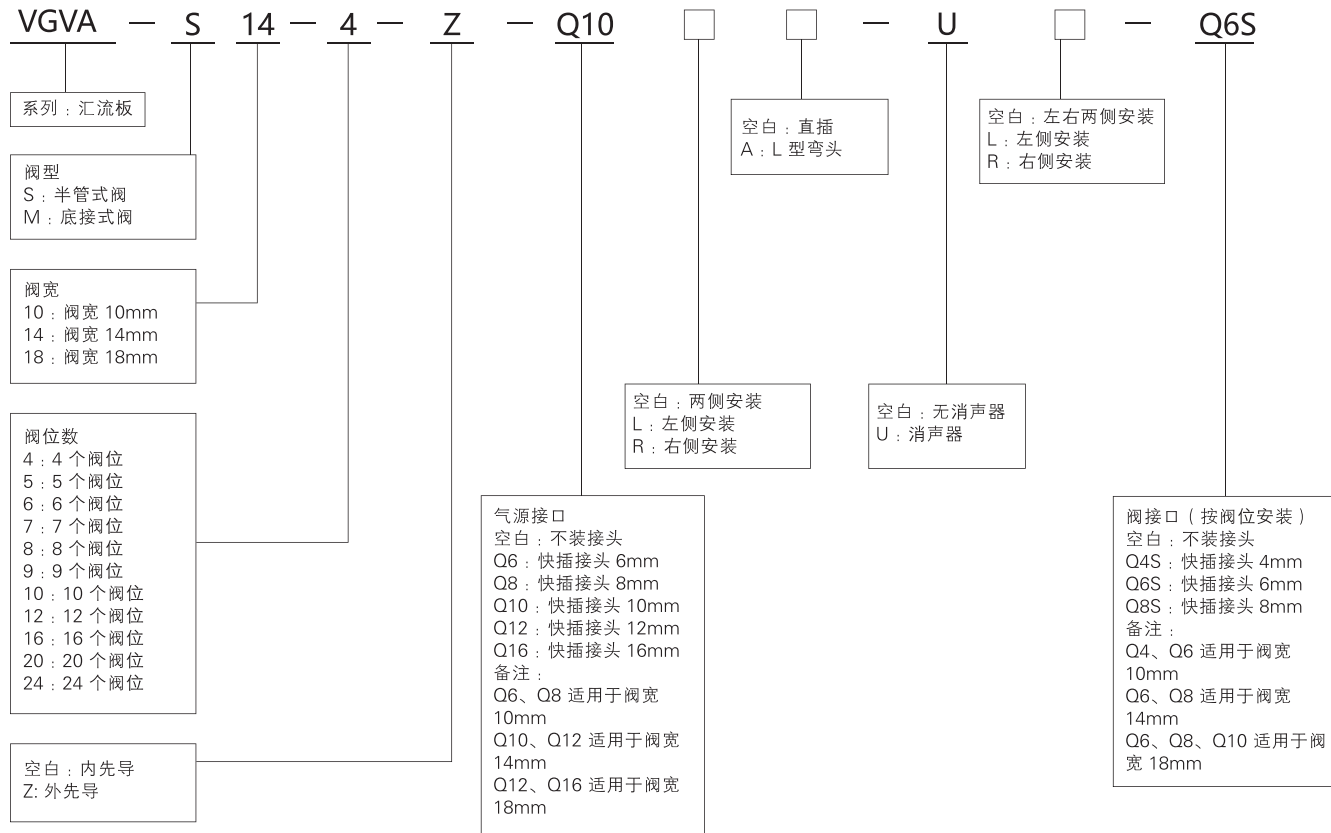 VGVA — S 14 — 4 — Z — Q10 □ □ — U □ — Q6S
系列：汇流板
阀型
S：半管式阀
M：底接式阀
阀宽
10：阀宽 10mm
14：阀宽 14mm
18：阀宽 18mm
阀位数
4：4 个阀位
5：5 个阀位
6：6 个阀位
7：7 个阀位
8：8 个阀位
9：9 个阀位
10：10 个阀位
12：12 个阀位
16：16 个阀位
20：20 个阀位
24：24 个阀位
空白：内先导
Z: 外先导
气源接口
空白：不装接头
Q6：快插接头 6mm
Q8：快插接头 8mm
Q10：快插接头 10mm
Q12：快插接头 12mm
Q16：快插接头 16mm
备注：
Q6、Q8 适用于阀宽
10mm
Q10、Q12 适用于阀宽
14mm
Q12、Q16 适用于阀宽
18mm
空白：两侧安装
L：左侧安装
R：右侧安装
空白：直插
A：L 型弯头
空白：无消声器
U：消声器
空白：左右两侧安装
L：左侧安装
R：右侧安装
阀接口（按阀位安装）
空白：不装接头
Q4S：快插接头 4mm
Q6S：快插接头 6mm
Q8S：快插接头 8mm
备注：
Q4、Q6 适用于阀宽
10mm
Q6、Q8 适用于阀宽
14mm
Q6、Q8、Q10 适用于阀
宽 18mm